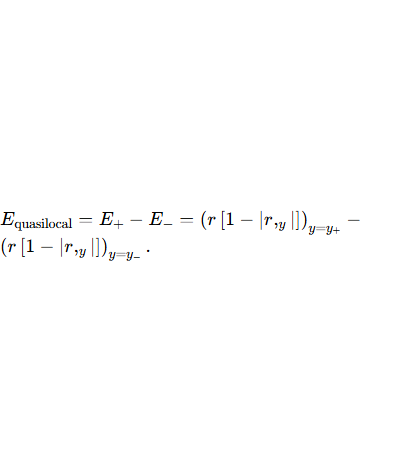 E_quasilocal = E_+ − E_− = (r [1 − |r,_y |])_{y=y_+} −
(r [1 − |r,_y |])_{y=y_−} .